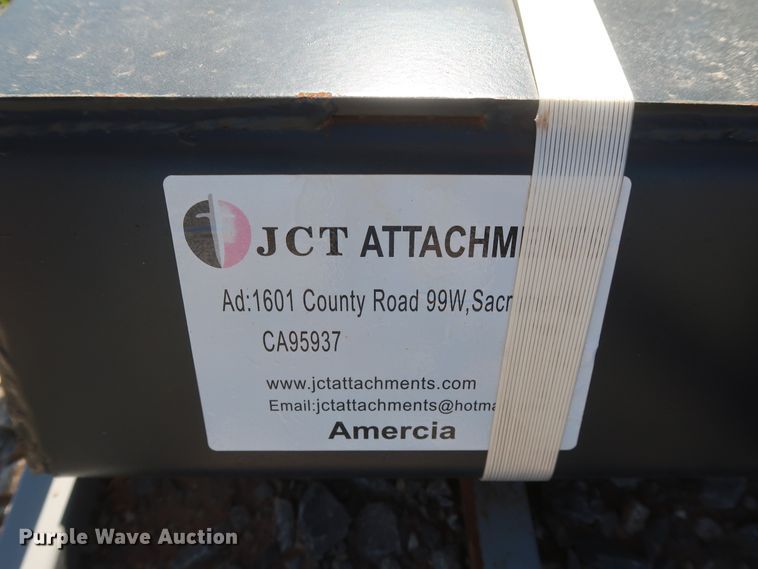 JCT ATTACHM
Ad:1601 County Road 99W,Sacr
CA95937
www.jctattachments.com
Email:jctattachments@hotma
Amercia
Purple Wave Auction